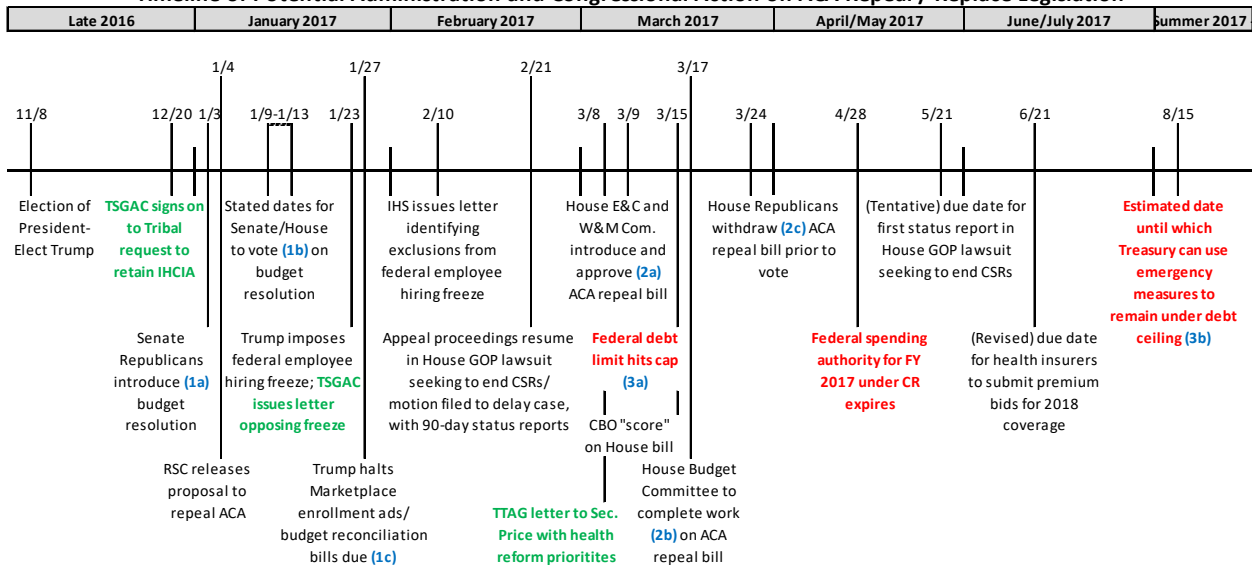 Timeline of Potential Administration and Congressional Action on ACA Repeal / Replace Legislation
Late 2016
January 2017
February 2017
March 2017
April/May 2017
June/July 2017
Summer 2017
1/4
1/27
2/21
3/17
11/8
12/20
1/3
1/9-1/13
1/23
2/10
3/8
3/9
3/15
3/24
4/28
5/21
6/21
8/15
Election of
President-
Elect Trump
TSGAC signs on
to Tribal
request to
retain IHCIA
Stated dates for
Senate/House
to vote (1b) on
budget
resolution
IHS issues letter
identifying
exclusions from
federal employee
hiring freeze
House E&C and
W&M Com.
introduce and
approve (2a)
ACA repeal bill
House Republicans
withdraw (2c) ACA
repeal bill prior to
vote
(Tentative) due date for
first status report in
House GOP lawsuit
seeking to end CSRs
Estimated date
until which
Treasury can use
emergency
measures to
remain under debt
ceiling (3b)
Senate
Republicans
introduce (1a)
budget
resolution
Trump imposes
federal employee
hiring freeze; TSGAC
issues letter
opposing freeze
Appeal proceedings resume
in House GOP lawsuit
seeking to end CSRs/
motion filed to delay case,
with 90-day status reports
Federal debt
limit hits cap
(3a)
Federal spending
authority for FY
2017 under CR
expires
(Revised) due date
for health insurers
to submit premium
bids for 2018
coverage
CBO "score"
on House bill
RSC releases
proposal to
repeal ACA
Trump halts
Marketplace
enrollment ads/
budget reconciliation
bills due (1c)
TTAG letter to Sec.
Price with health
reform prioritites
House Budget
Committee to
complete work
(2b) on ACA
repeal bill